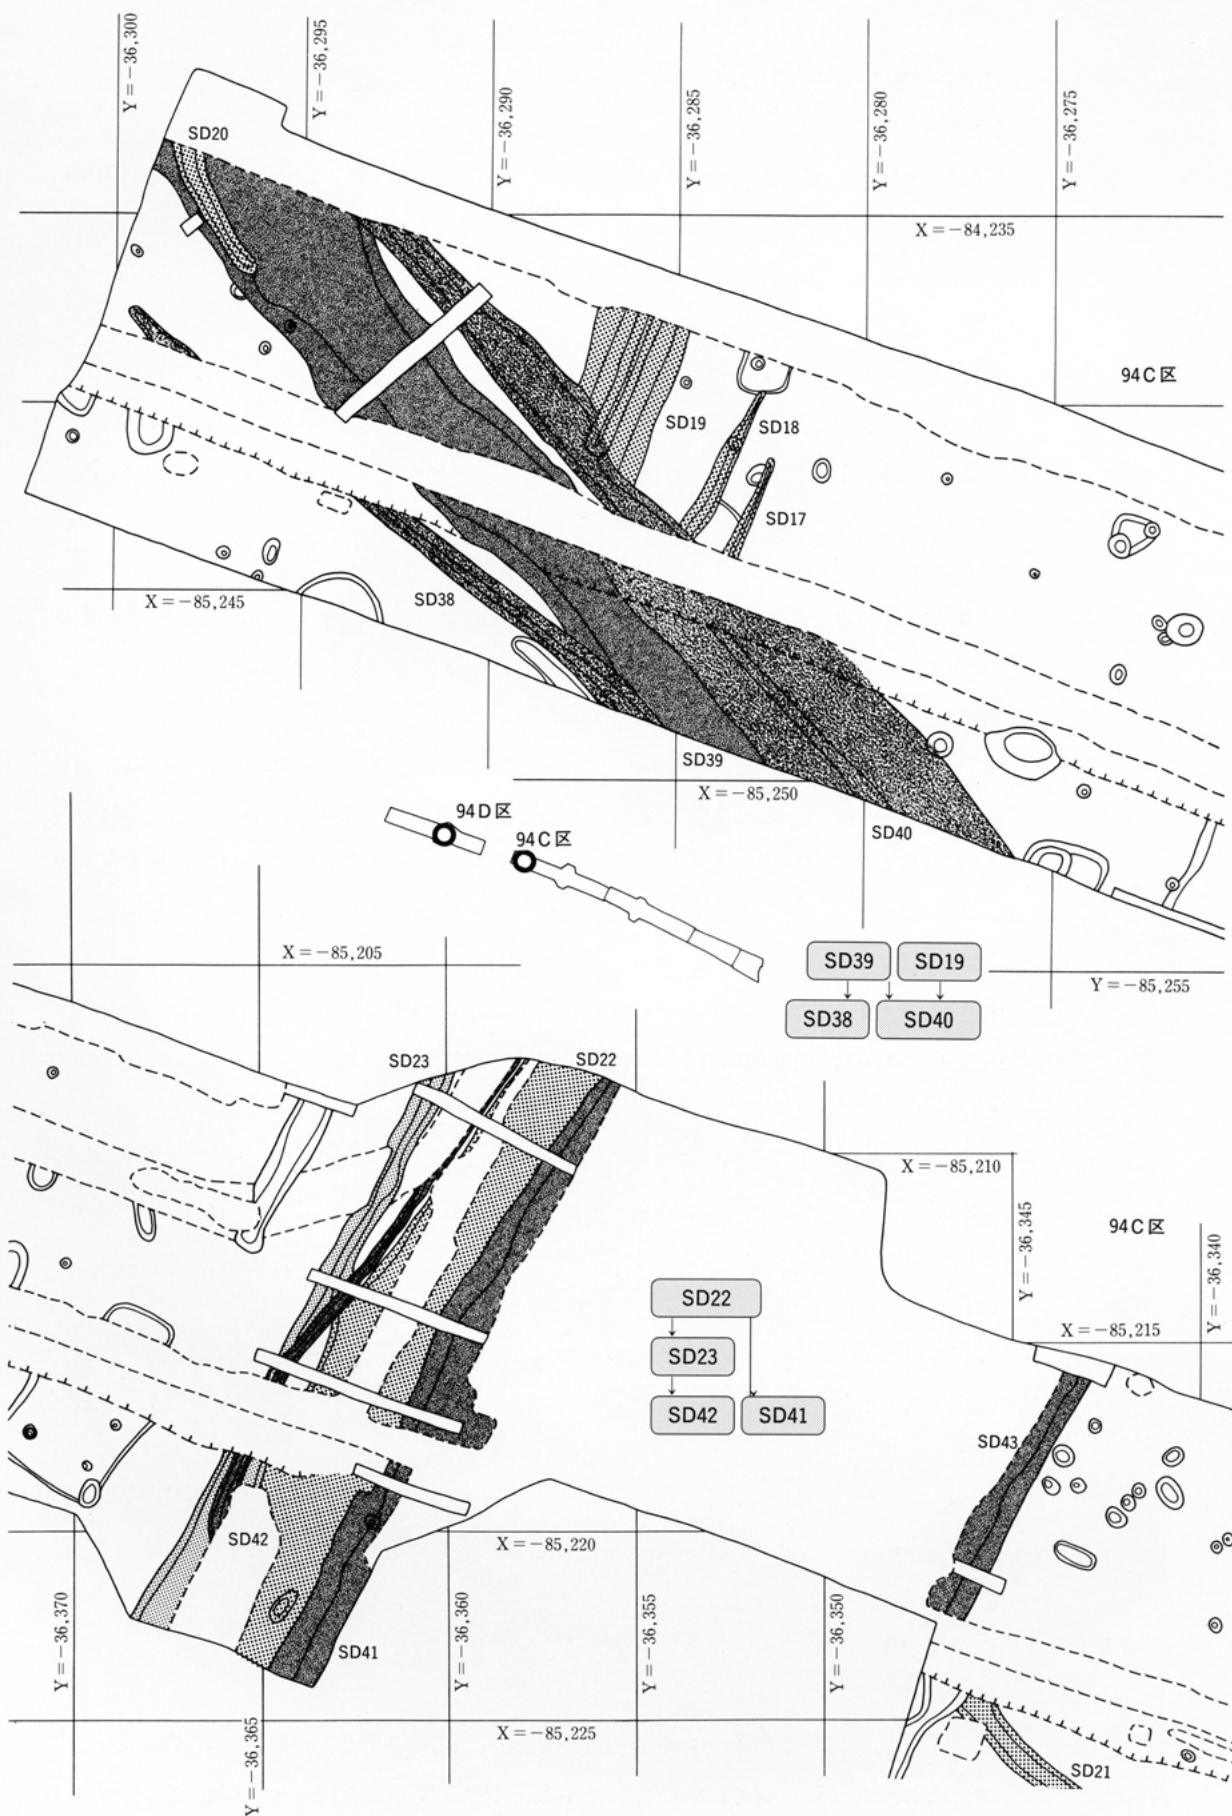 Y=−36,300
Y=−36,295
Y=−36,290
Y=−36,285
Y=−36,280
Y=−36,275
SD20
X=−84,235
94C区
SD19
SD18
SD17
X=−85,245
SD38
SD39
X=−85,250
SD40
94D区
94C区
X=−85,205
SD39 SD19
SD38 SD40
Y=−85,255
SD23
SD22
X=−85,210
Y=−36,345
94C区
Y=−36,340
SD22
SD23
SD42 SD41
X=−85,215
SD43
SD42
X=−85,220
Y=−36,370
Y=−36,360
Y=−36,355
Y=−36,350
SD41
Y=−36,365
X=−85,225
SD21